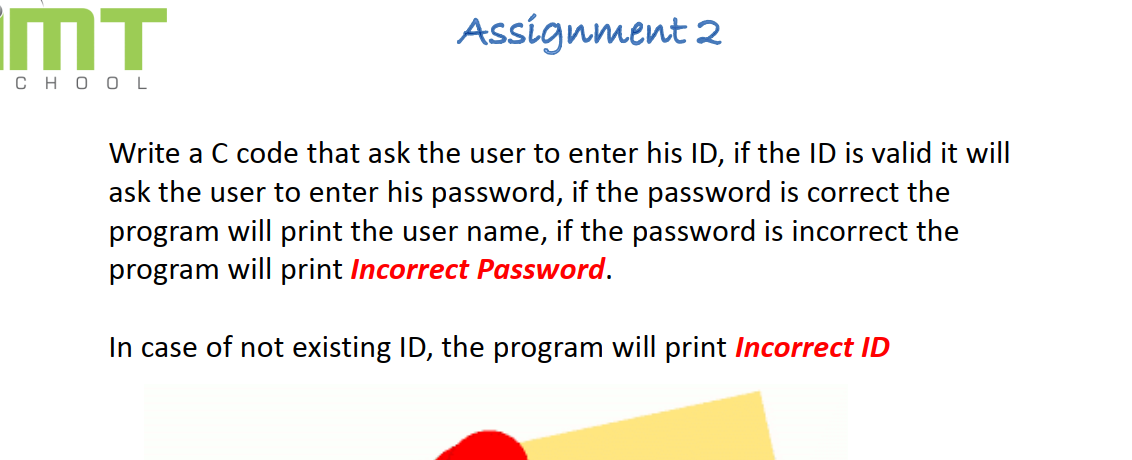 iMT
CHOOL
Assignment 2
Write a C code that ask the user to enter his ID, if the ID is valid it will
ask the user to enter his password, if the password is correct the
program will print the user name, if the password is incorrect the
program will print Incorrect Password.
In case of not existing ID, the program will print Incorrect ID